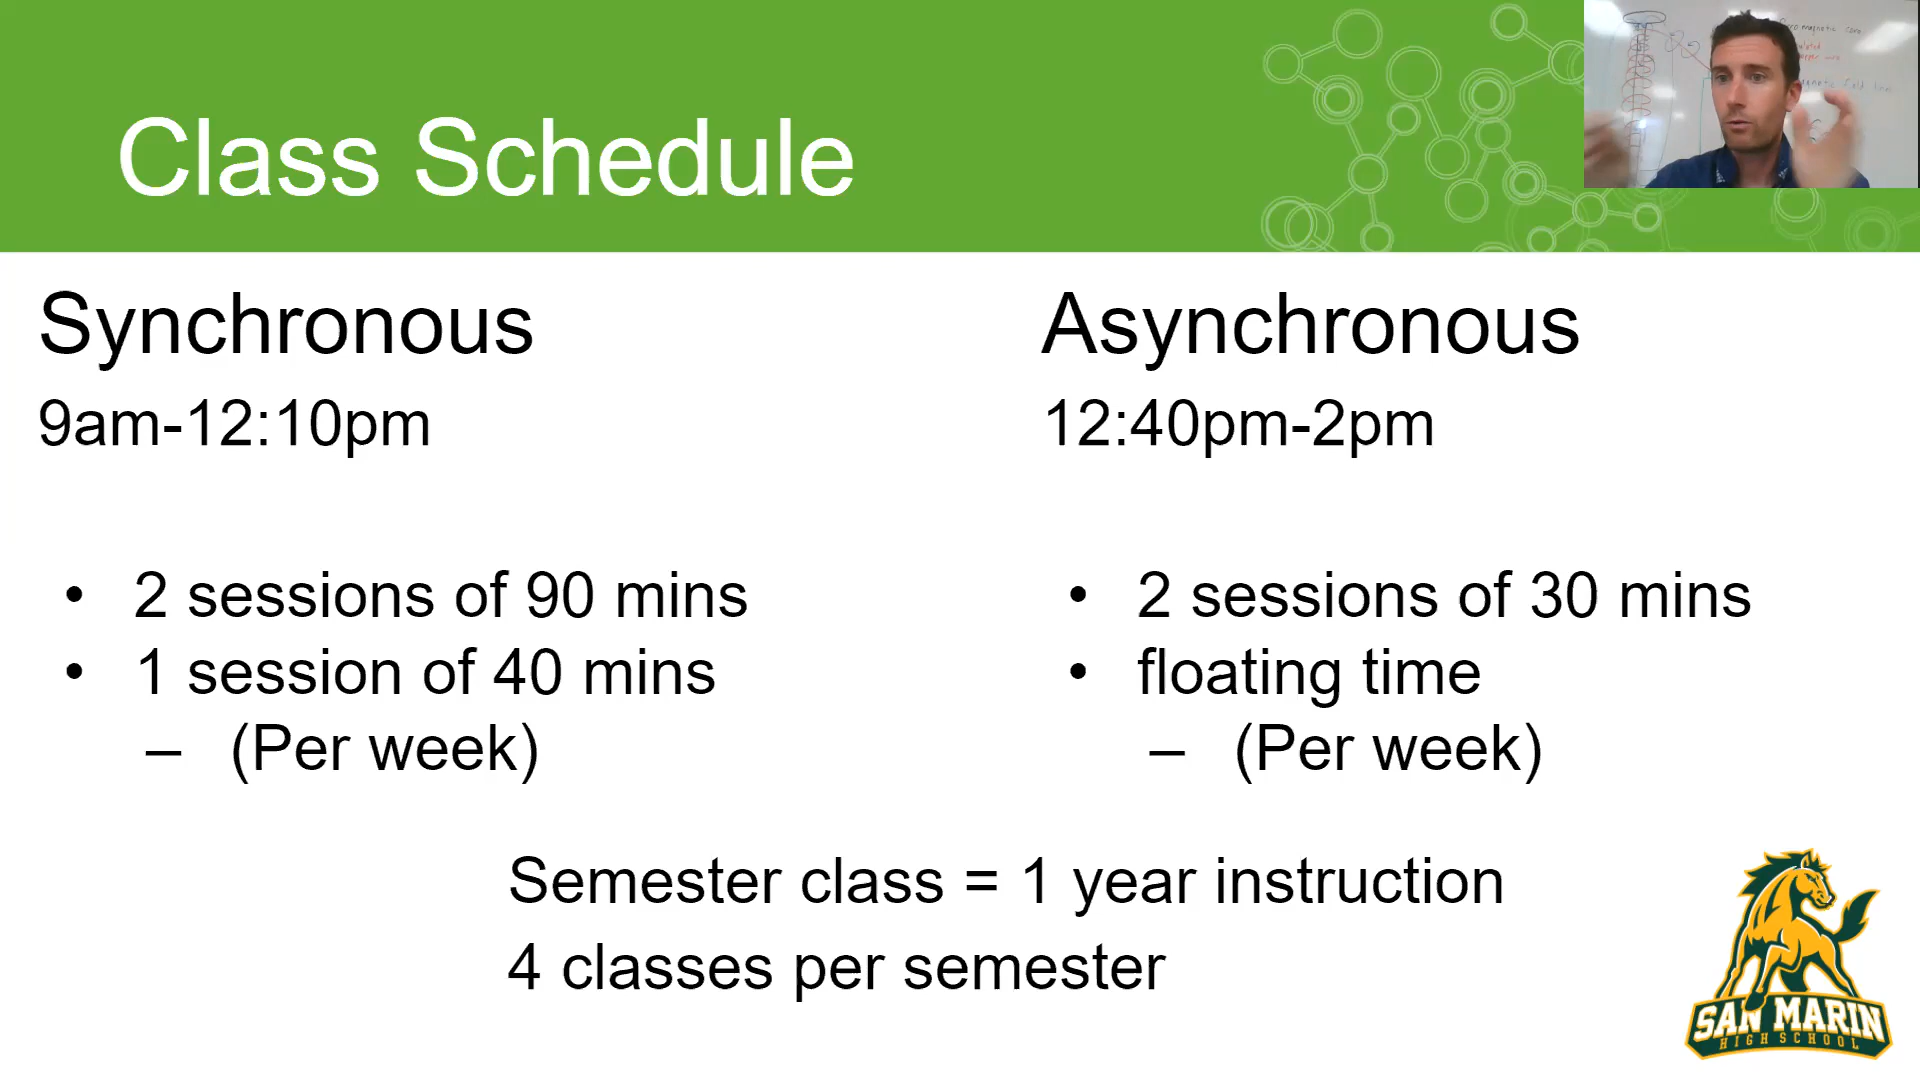 Class Schedule
Synchronous
9am-12:10pm
• 2 sessions of 90 mins
• 1 session of 40 mins
– (Per week)
Asynchronous
12:40pm-2pm
• 2 sessions of 30 mins
• floating time
– (Per week)
Semester class = 1 year instruction
4 classes per semester
SAN MARIN
HIGH SCHOOL